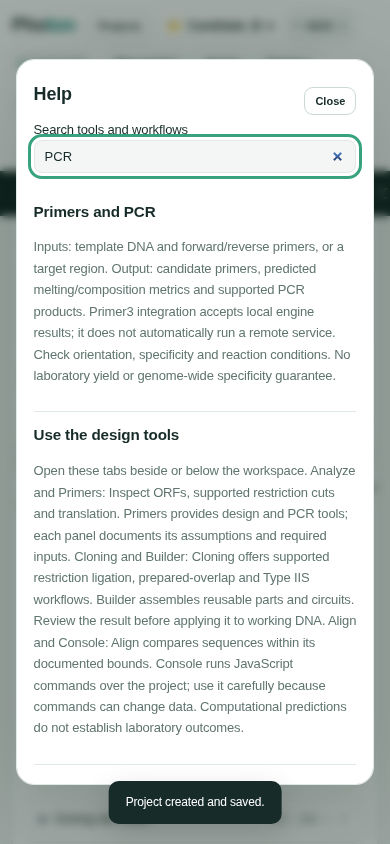 Help
Close
Search tools and workflows
PCR
Primers and PCR
Inputs: template DNA and forward/reverse primers, or a
target region. Output: candidate primers, predicted
melting/composition metrics and supported PCR
products. Primer3 integration accepts local engine
results; it does not automatically run a remote service.
Check orientation, specificity and reaction conditions. No
laboratory yield or genome-wide specificity guarantee.
Use the design tools
Open these tabs beside or below the workspace. Analyze
and Primers: Inspect ORFs, supported restriction cuts
and translation. Primers provides design and PCR tools;
each panel documents its assumptions and required
inputs. Cloning and Builder: Cloning offers supported
restriction ligation, prepared-overlap and Type IIS
workflows. Builder assembles reusable parts and circuits.
Review the result before applying it to working DNA. Align
and Console: Align compares sequences within its
documented bounds. Console runs JavaScript
commands over the project; use it carefully because
commands can change data. Computational predictions
do not establish laboratory outcomes.
Project created and saved.